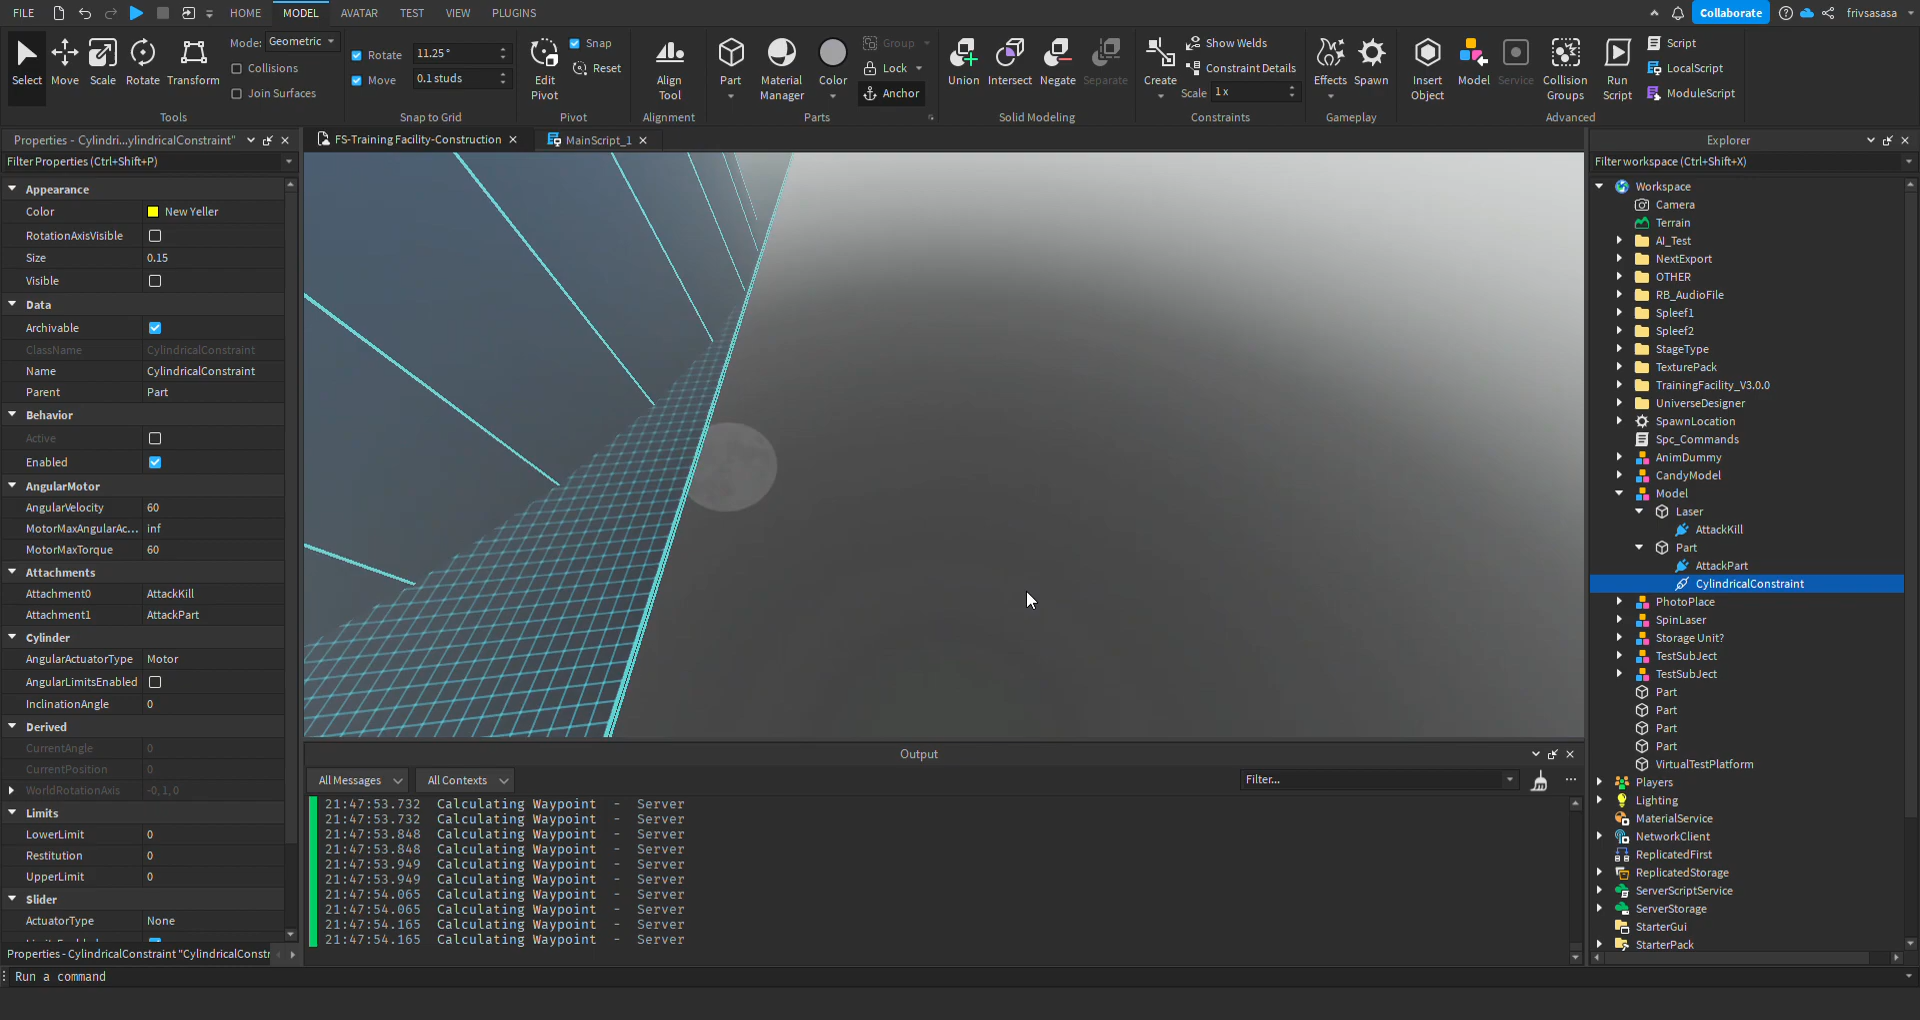 FILE HOME MODEL AVATAR TEST VIEW PLUGINS Collaborate frivsasasa
Select Move Scale Rotate Transform
Mode: Geometric
Collisions
Join Surfaces
Tools
Rotate 11.25 °
Move 0.1 studs
Snap to Grid
Edit Pivot
Snap
Reset
Pivot
Align Tool
Alignment
Part
Material Manager
Color
Group
Lock
Anchor
Parts
Union Intersect Negate Separate
Solid Modeling
Create
Show Welds
Constraint Details
Scale 1 x
Constraints
Effects Spawn
Gameplay
Insert Object
Model
Service
Collision Groups
Run Script
Script
LocalScript
ModuleScript
Advanced
Properties - Cylindri...ylindricalConstraint"
Filter Properties (Ctrl+Shift+P)
Appearance
Color New Yeller
RotationAxisVisible
Size 0.15
Visible
Data
Archivable
ClassName CylindricalConstraint
Name CylindricalConstraint
Parent Part
Behavior
Active
Enabled
AngularMotor
AngularVelocity 60
MotorMaxAngularAc... inf
MotorMaxTorque 60
Attachments
Attachment0 AttackKill
Attachment1 AttackPart
Cylinder
AngularActuatorType Motor
AngularLimitsEnabled
InclinationAngle 0
Derived
CurrentAngle 0
CurrentPosition 0
WorldRotationAxis -0, 1, 0
Limits
LowerLimit 0
Restitution 0
UpperLimit 0
Slider
ActuatorType None
Properties - CylindricalConstraint "CylindricalConstr
FS-Training Facility-Construction
MainScript_1
Output
All Messages All Contexts Filter...
21:47:53.732 Calculating Waypoint - Server
21:47:53.732 Calculating Waypoint - Server
21:47:53.848 Calculating Waypoint - Server
21:47:53.848 Calculating Waypoint - Server
21:47:53.949 Calculating Waypoint - Server
21:47:53.949 Calculating Waypoint - Server
21:47:54.065 Calculating Waypoint - Server
21:47:54.065 Calculating Waypoint - Server
21:47:54.165 Calculating Waypoint - Server
21:47:54.165 Calculating Waypoint - Server
Explorer
Filter workspace (Ctrl+Shift+X)
Workspace
Camera
Terrain
AI_Test
NextExport
OTHER
RB_AudioFile
Spleef1
Spleef2
StageType
TexturePack
TrainingFacility_V3.0.0
UniverseDesigner
SpawnLocation
Spc_Commands
AnimDummy
CandyModel
Model
Laser
AttackKill
Part
AttackPart
CylindricalConstraint
PhotoPlace
SpinLaser
Storage Unit?
TestSubJect
TestSubJect
Part
Part
Part
Part
VirtualTestPlatform
Players
Lighting
MaterialService
NetworkClient
ReplicatedFirst
ReplicatedStorage
ServerScriptService
ServerStorage
StarterGui
StarterPack
Run a command